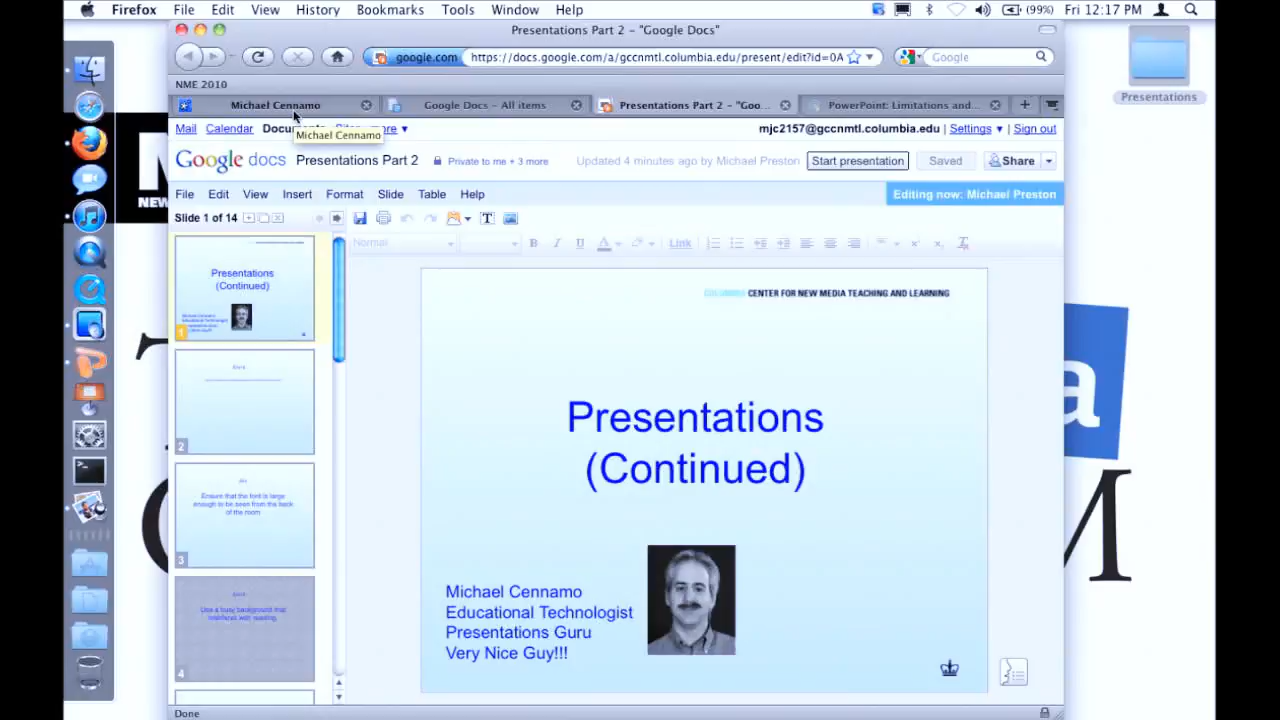 Firefox File Edit View History Bookmarks Tools Window Help (99%) Fri 12:17 PM
Presentations Part 2 – "Google Docs"
google.com https://docs.google.com/a/gccnmtl.columbia.edu/present/edit?id=0A Google
NME 2010
Michael Cennamo Google Docs – All items Presentations Part 2 – "Goo... PowerPoint: Limitations and...
Mail Calendar more ▾ mjc2157@gccnmtl.columbia.edu | Settings ▾ | Sign out
Michael Cennamo
Google docs Presentations Part 2 Private to me + 3 more Updated 4 minutes ago by Michael Preston Start presentation Saved Share
File Edit View Insert Format Slide Table Help Editing now: Michael Preston
Slide 1 of 14
Normal B I U A Link
Presentations
Presentations
(Continued)
1
2
Ensure that the font is large
enough to be seen from the back
of the room
3
Use a busy background that
interferes with reading
4
CENTER FOR NEW MEDIA TEACHING AND LEARNING
Presentations
(Continued)
Michael Cennamo
Educational Technologist
Presentations Guru
Very Nice Guy!!!
Done